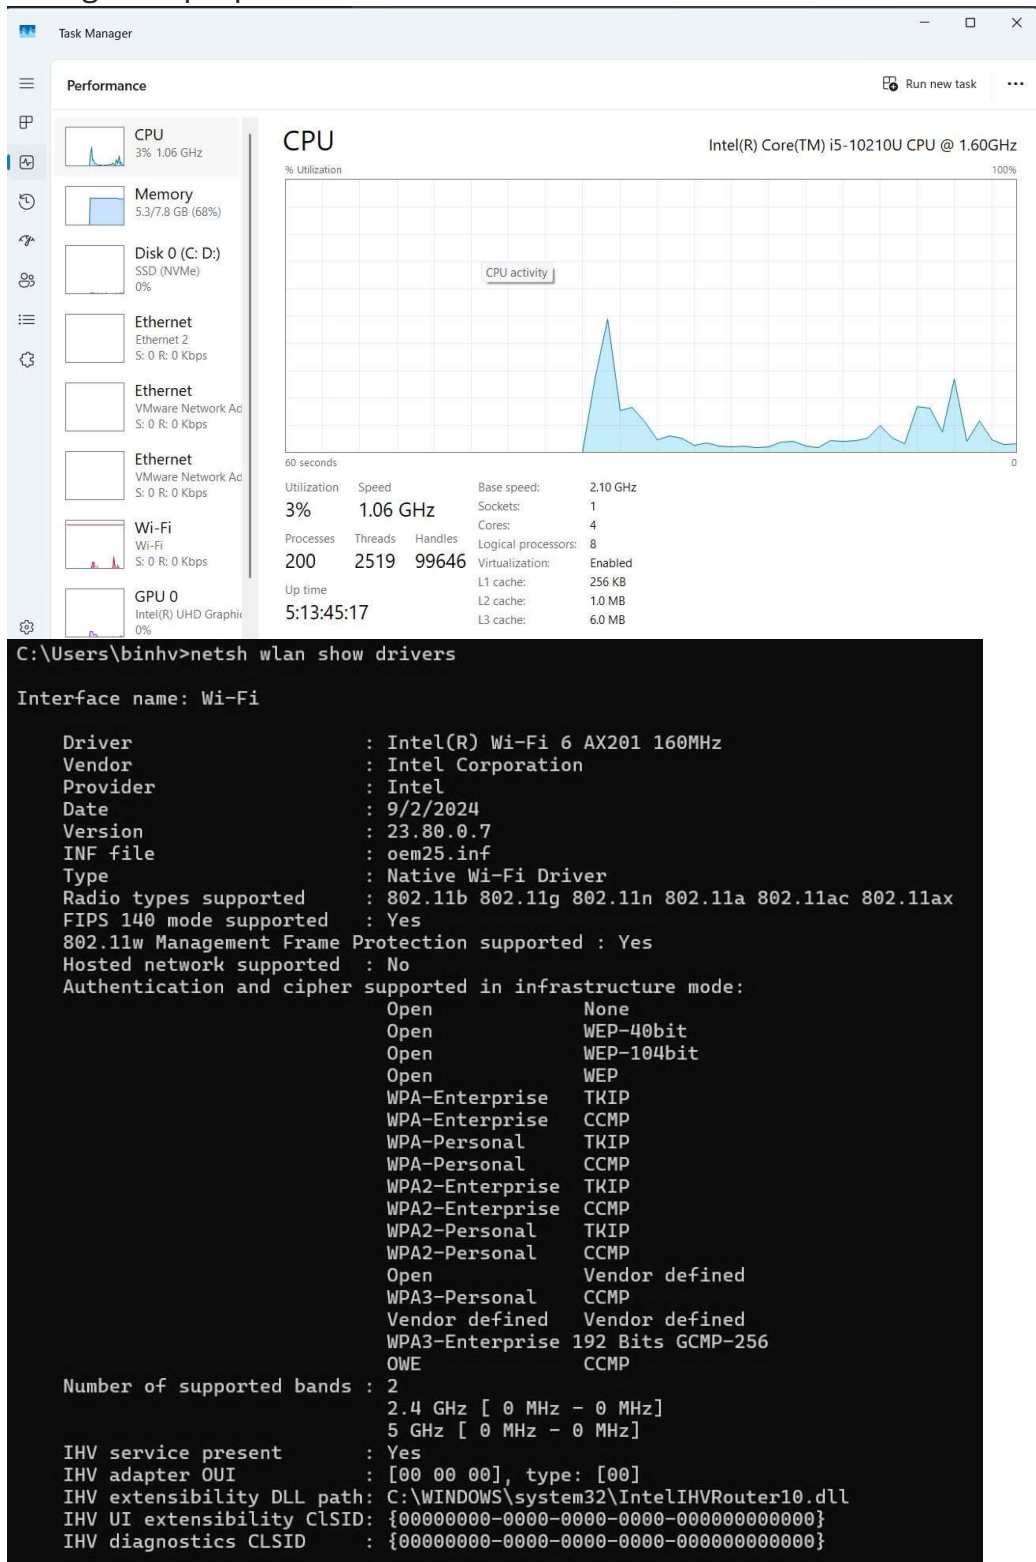 Task Manager
Performance
Run new task
CPU
3% 1.06 GHz
Memory
5.3/7.8 GB (68%)
Disk 0 (C: D:)
SSD (NVMe)
0%
Ethernet
Ethernet 2
S: 0 R: 0 Kbps
Ethernet
VMware Network Ad
S: 0 R: 0 Kbps
Ethernet
VMware Network Ad
S: 0 R: 0 Kbps
Wi-Fi
Wi-Fi
S: 0 R: 0 Kbps
GPU 0
Intel(R) UHD Graphic
0%
CPU
Intel(R) Core(TM) i5-10210U CPU @ 1.60GHz
% Utilization 100%
CPU activity
60 seconds 0
Utilization Speed
3% 1.06 GHz
Processes Threads Handles
200 2519 99646
Up time
5:13:45:17
Base speed: 2.10 GHz
Sockets: 1
Cores: 4
Logical processors: 8
Virtualization: Enabled
L1 cache: 256 KB
L2 cache: 1.0 MB
L3 cache: 6.0 MB
C:\Users\binhv>netsh wlan show drivers
Interface name: Wi-Fi
Driver : Intel(R) Wi-Fi 6 AX201 160MHz
Vendor : Intel Corporation
Provider : Intel
Date : 9/2/2024
Version : 23.80.0.7
INF file : oem25.inf
Type : Native Wi-Fi Driver
Radio types supported : 802.11b 802.11g 802.11n 802.11a 802.11ac 802.11ax
FIPS 140 mode supported : Yes
802.11w Management Frame Protection supported : Yes
Hosted network supported : No
Authentication and cipher supported in infrastructure mode:
Open None
Open WEP-40bit
Open WEP-104bit
Open WEP
WPA-Enterprise TKIP
WPA-Enterprise CCMP
WPA-Personal TKIP
WPA-Personal CCMP
WPA2-Enterprise TKIP
WPA2-Enterprise CCMP
WPA2-Personal TKIP
WPA2-Personal CCMP
Open Vendor defined
WPA3-Personal CCMP
Vendor defined Vendor defined
WPA3-Enterprise 192 Bits GCMP-256
OWE CCMP
Number of supported bands : 2
2.4 GHz [ 0 MHz - 0 MHz]
5 GHz [ 0 MHz - 0 MHz]
IHV service present : Yes
IHV adapter OUI : [00 00 00], type: [00]
IHV extensibility DLL path: C:\WINDOWS\system32\IntelIHVRouter10.dll
IHV UI extensibility ClSID: {00000000-0000-0000-0000-000000000000}
IHV diagnostics CLSID : {00000000-0000-0000-0000-000000000000}